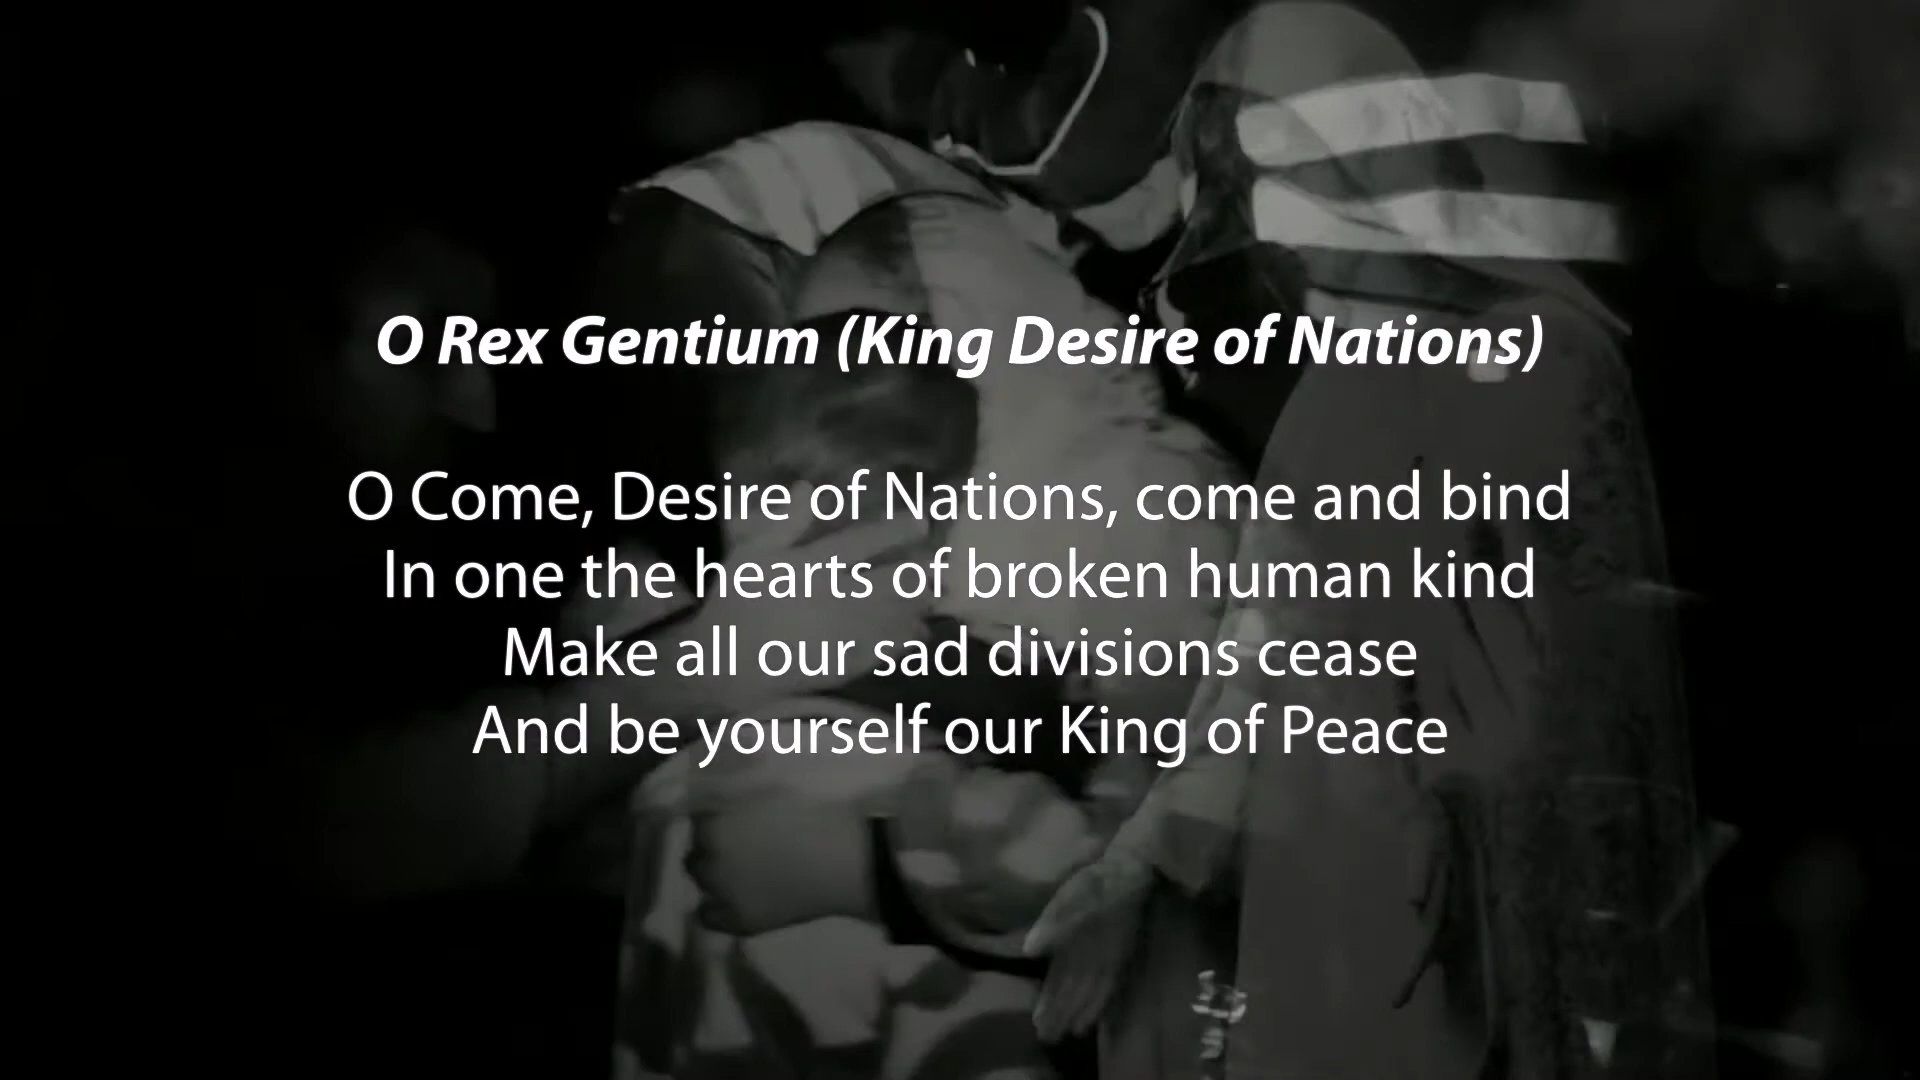 O Rex Gentium (King Desire of Nations)
O Come, Desire of Nations, come and bind
In one the hearts of broken human kind
Make all our sad divisions cease
And be yourself our King of Peace